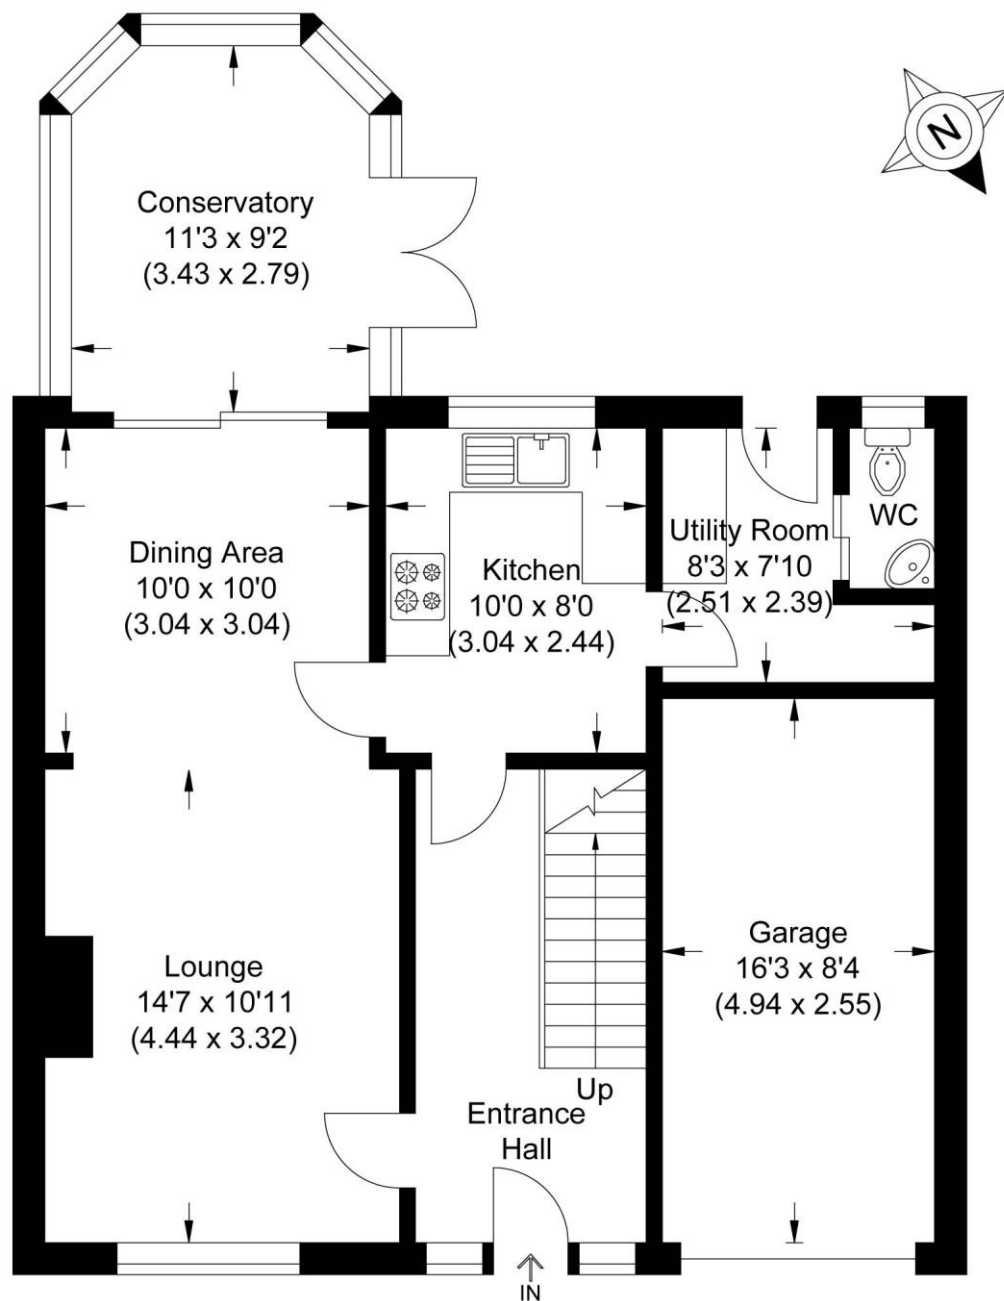 N
Conservatory
11'3 x 9'2
(3.43 x 2.79)
Dining Area
10'0 x 10'0
(3.04 x 3.04)
Kitchen
10'0 x 8'0
(3.04 x 2.44)
Utility Room
8'3 x 7'10
(2.51 x 2.39)
WC
Lounge
14'7 x 10'11
(4.44 x 3.32)
Garage
16'3 x 8'4
(4.94 x 2.55)
Up
Entrance
Hall
IN